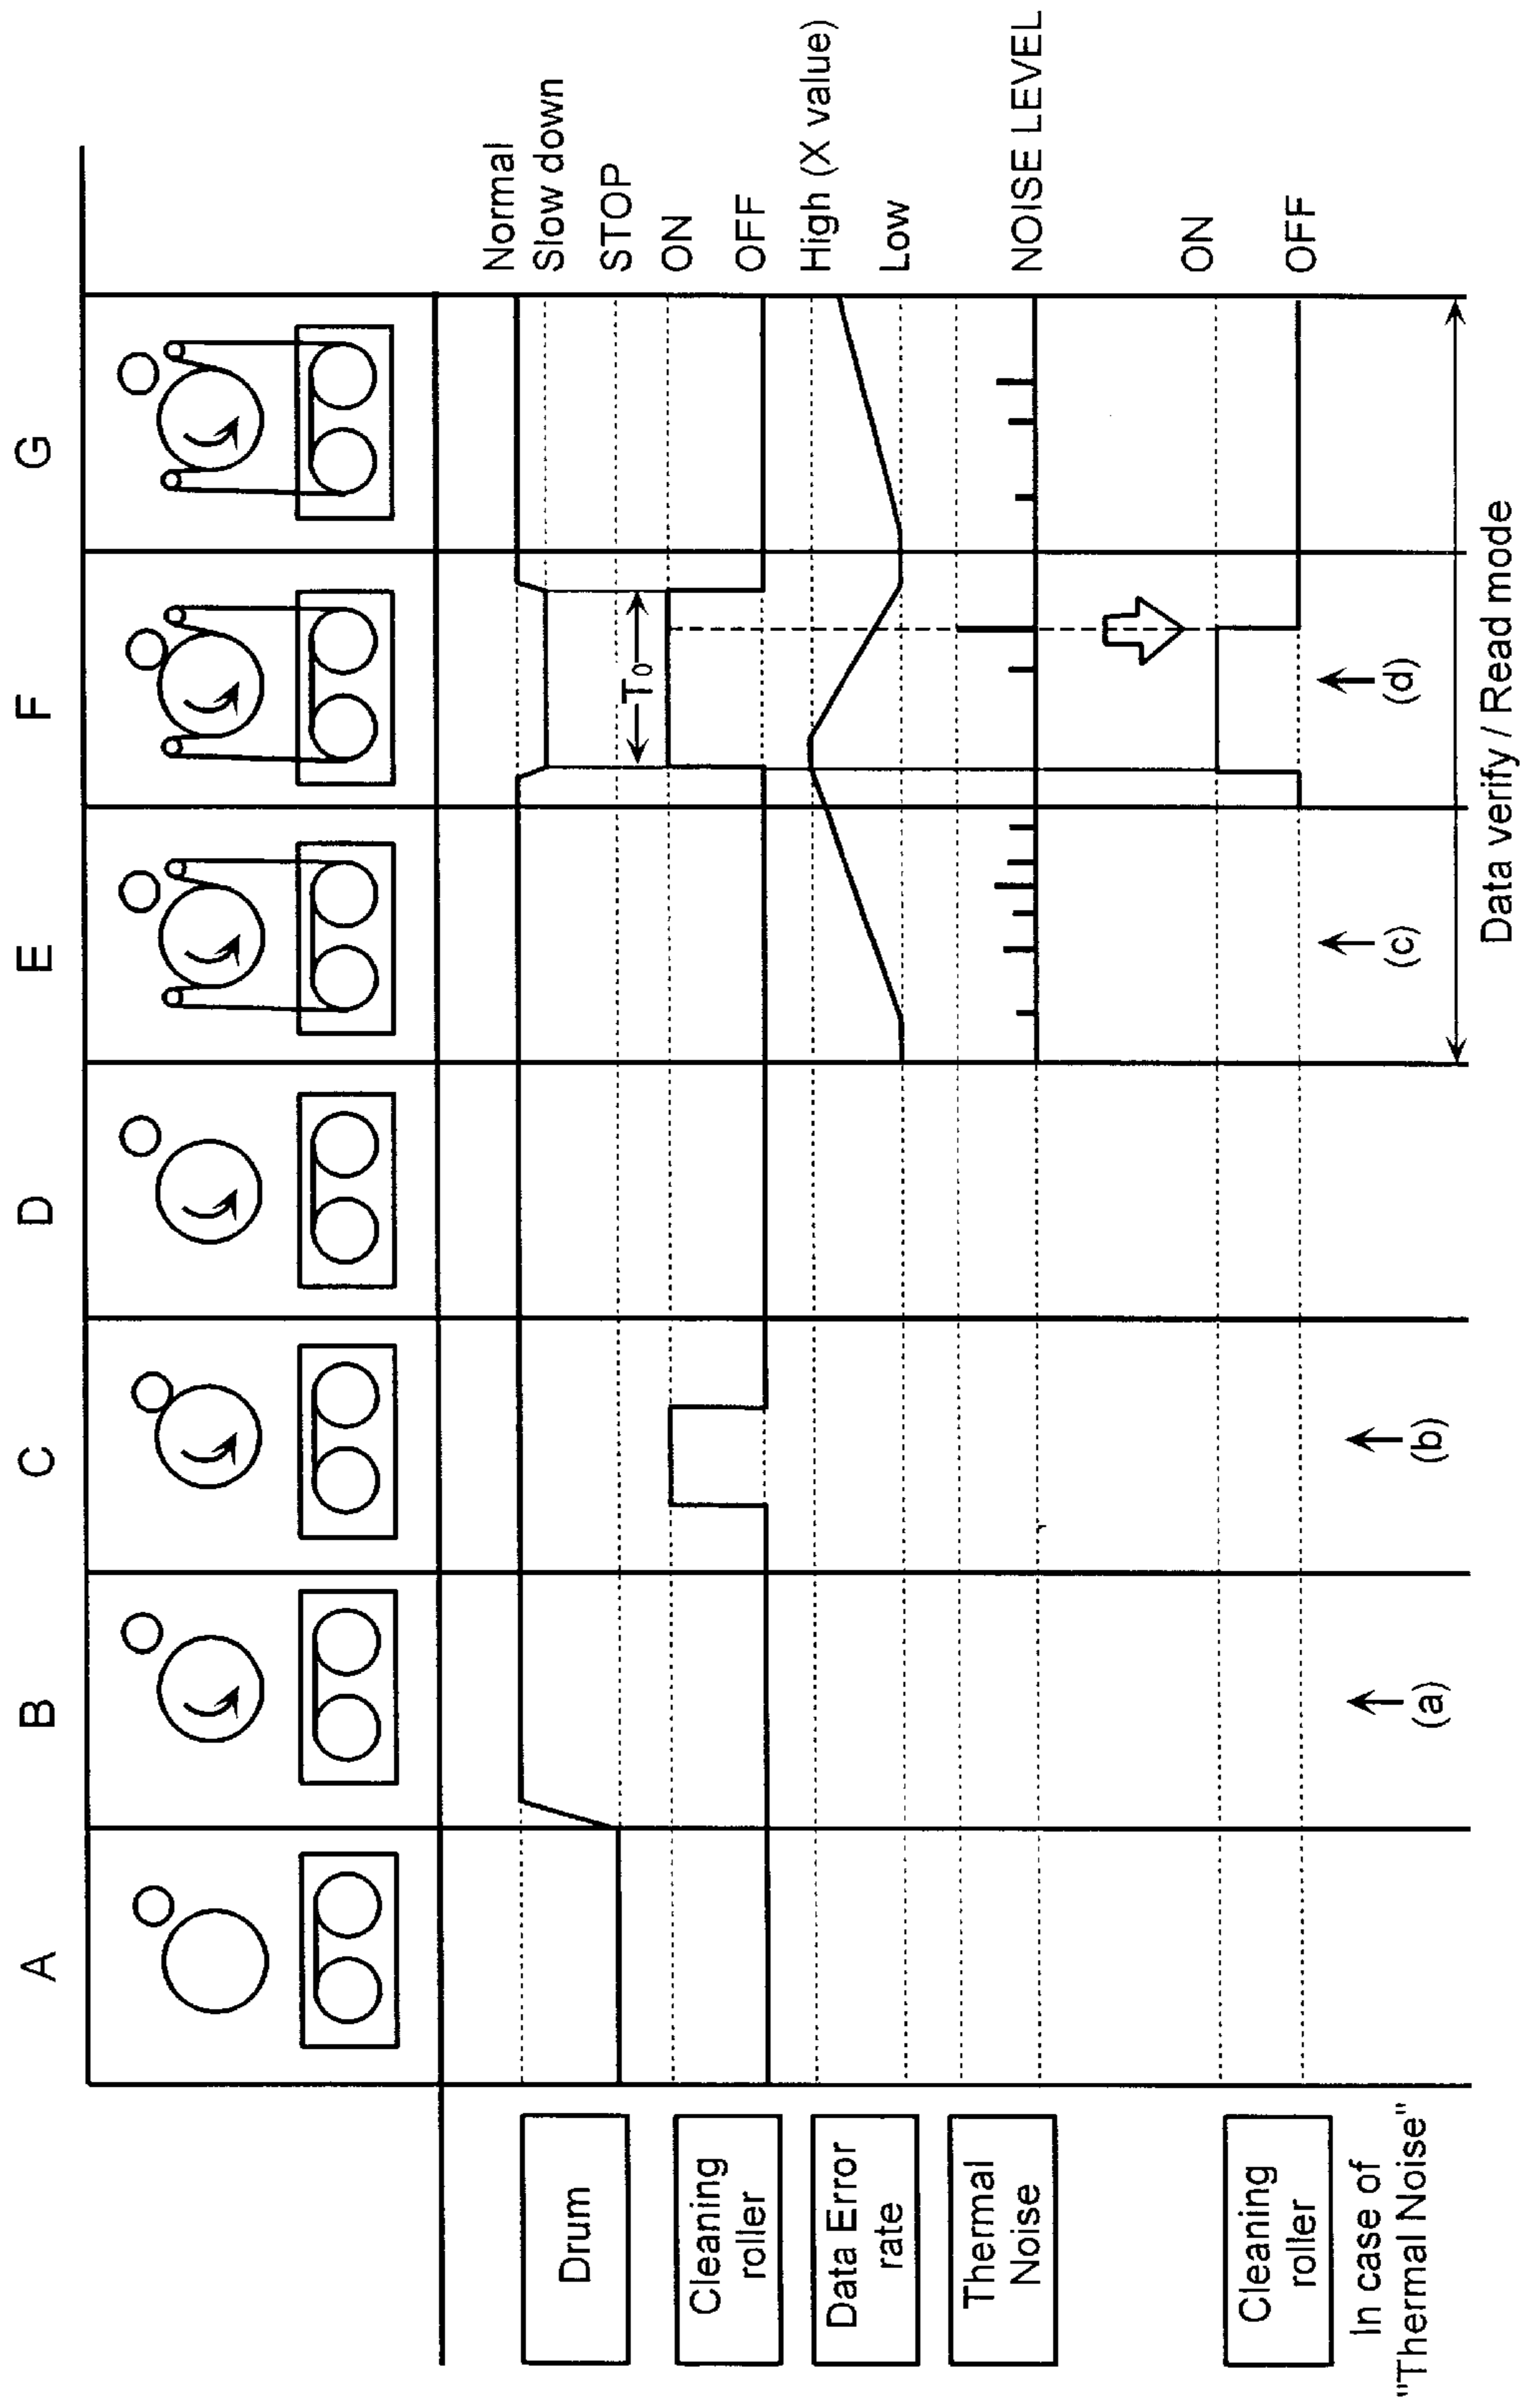 A B C D E F G
Drum
Normal
Slow down
STOP
Cleaning
roller
ON
OFF
T0
Data Error
rate
High (X value)
Low
Thermal
Noise
NOISE LEVEL
Cleaning
roller
ON
OFF
In case of
"Thermal Noise"
(a) (b) (c) (d)
Data verify / Read mode